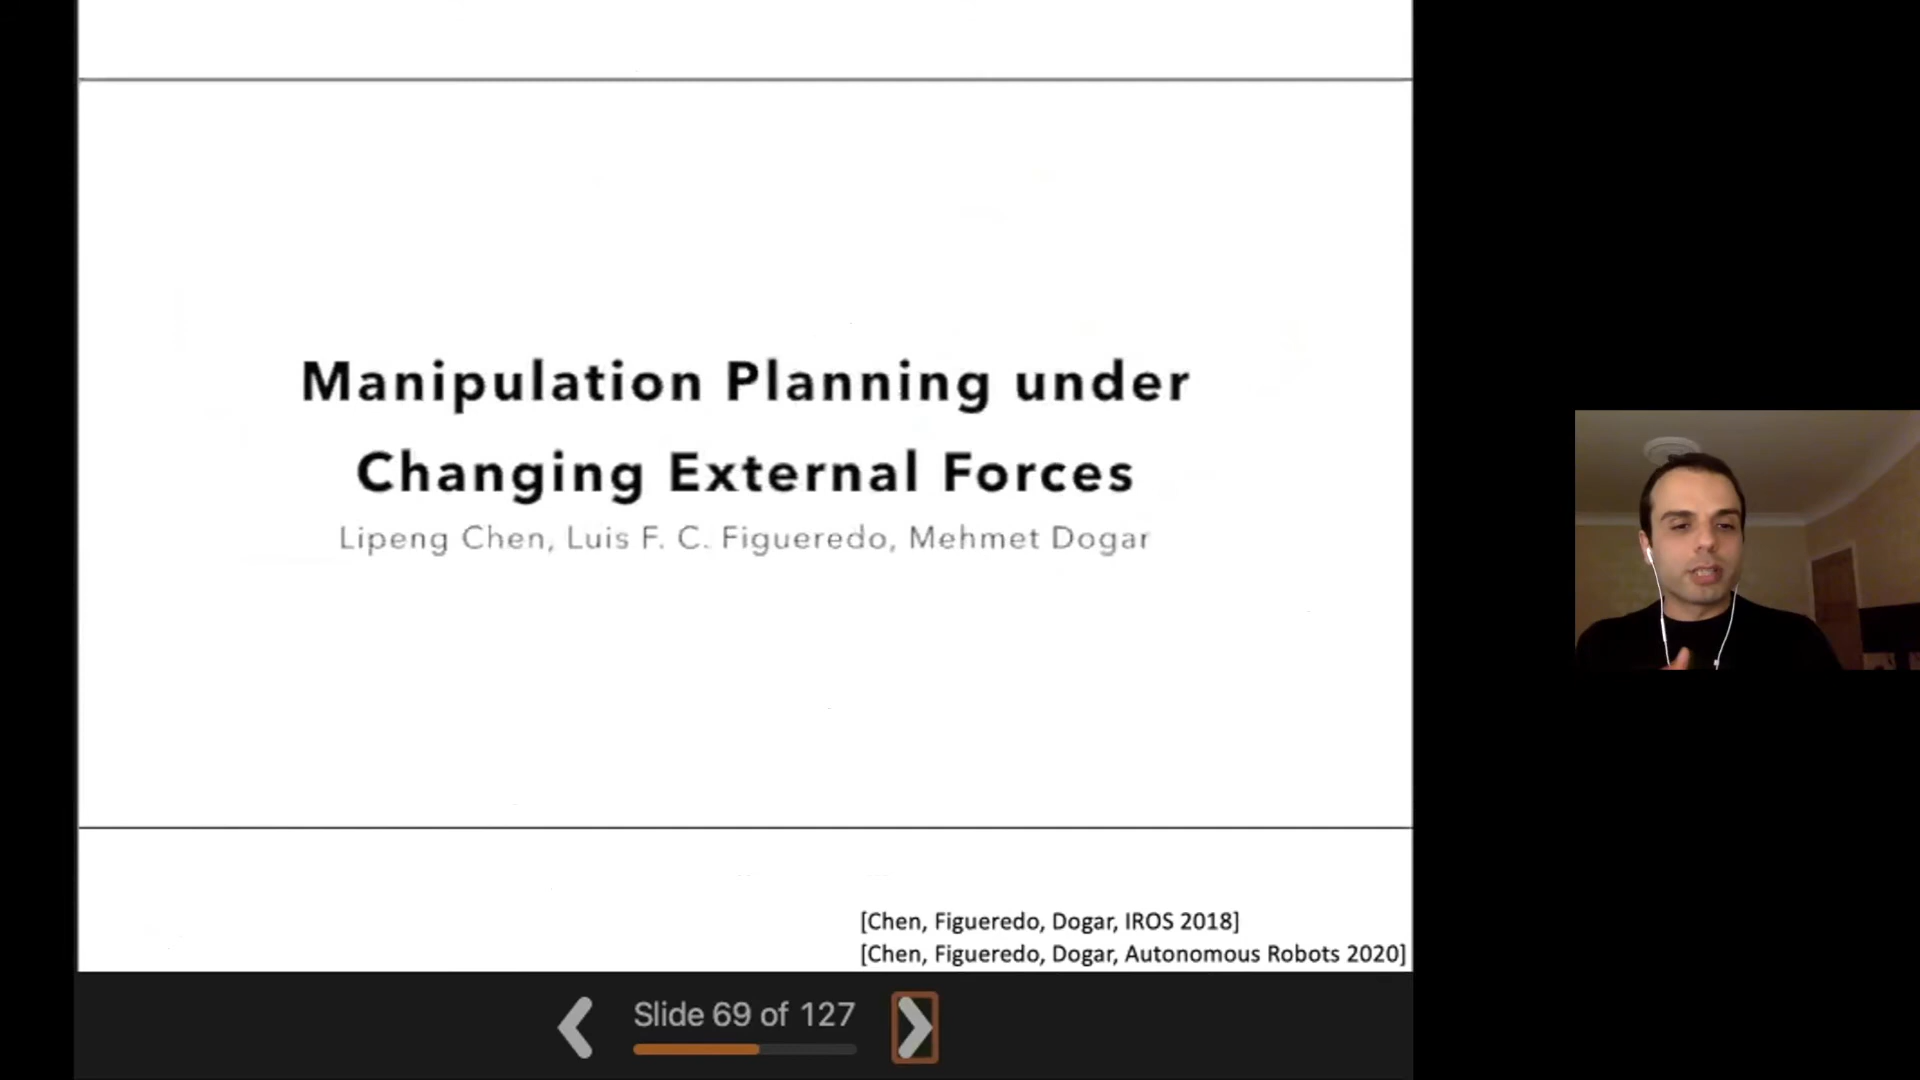 Manipulation Planning under
Changing External Forces
Lipeng Chen, Luis F. C. Figueredo, Mehmet Dogar
[Chen, Figueredo, Dogar, IROS 2018]
[Chen, Figueredo, Dogar, Autonomous Robots 2020]
Slide 69 of 127